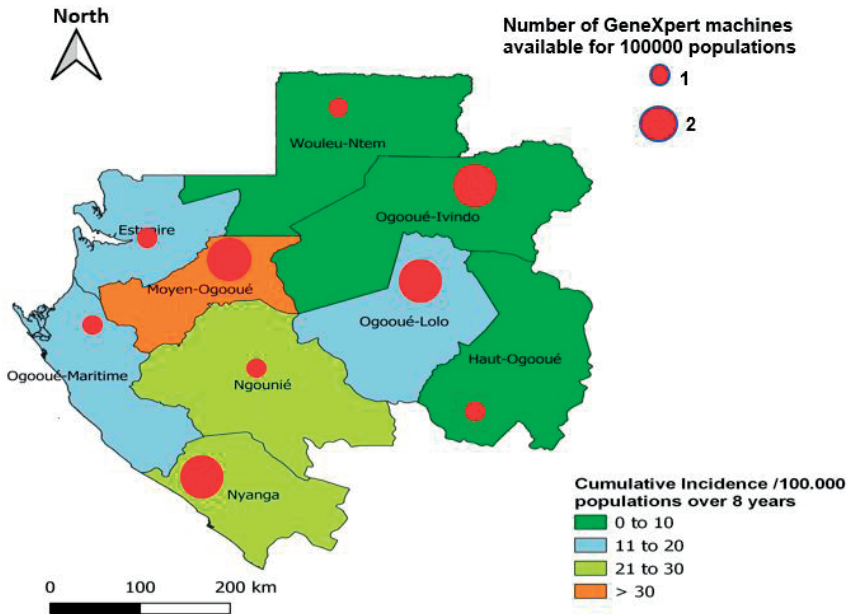 North
Number of GeneXpert machines
available for 100000 populations
1
2
Wouleu-Ntem
Ogooué-Ivindo
Estuaire
Moyen-Ogooué
Ogooué-Lolo
Haut-Ogooué
Ogooué-Maritime
Ngounié
Nyanga
Cumulative Incidence /100.000
populations over 8 years
0 to 10
11 to 20
21 to 30
> 30
0 100 200 km